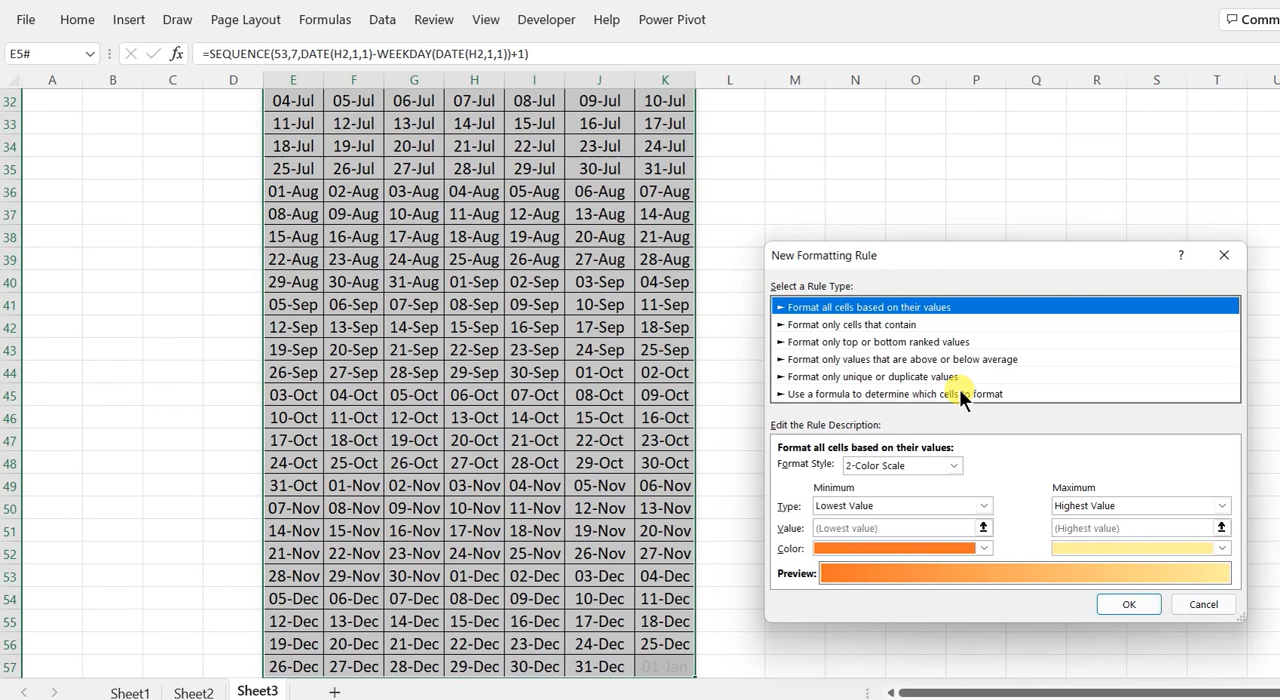 File Home Insert Draw Page Layout Formulas Data Review View Developer Help Power Pivot Comm
E5# fx =SEQUENCE(53,7,DATE(H2,1,1)-WEEKDAY(DATE(H2,1,1))+1)
A B C D E F G H I J K L M N O P Q R S T U
32 04-Jul 05-Jul 06-Jul 07-Jul 08-Jul 09-Jul 10-Jul
33 11-Jul 12-Jul 13-Jul 14-Jul 15-Jul 16-Jul 17-Jul
34 18-Jul 19-Jul 20-Jul 21-Jul 22-Jul 23-Jul 24-Jul
35 25-Jul 26-Jul 27-Jul 28-Jul 29-Jul 30-Jul 31-Jul
36 01-Aug 02-Aug 03-Aug 04-Aug 05-Aug 06-Aug 07-Aug
37 08-Aug 09-Aug 10-Aug 11-Aug 12-Aug 13-Aug 14-Aug
38 15-Aug 16-Aug 17-Aug 18-Aug 19-Aug 20-Aug 21-Aug
39 22-Aug 23-Aug 24-Aug 25-Aug 26-Aug 27-Aug 28-Aug
40 29-Aug 30-Aug 31-Aug 01-Sep 02-Sep 03-Sep 04-Sep
41 05-Sep 06-Sep 07-Sep 08-Sep 09-Sep 10-Sep 11-Sep
42 12-Sep 13-Sep 14-Sep 15-Sep 16-Sep 17-Sep 18-Sep
43 19-Sep 20-Sep 21-Sep 22-Sep 23-Sep 24-Sep 25-Sep
44 26-Sep 27-Sep 28-Sep 29-Sep 30-Sep 01-Oct 02-Oct
45 03-Oct 04-Oct 05-Oct 06-Oct 07-Oct 08-Oct 09-Oct
46 10-Oct 11-Oct 12-Oct 13-Oct 14-Oct 15-Oct 16-Oct
47 17-Oct 18-Oct 19-Oct 20-Oct 21-Oct 22-Oct 23-Oct
48 24-Oct 25-Oct 26-Oct 27-Oct 28-Oct 29-Oct 30-Oct
49 31-Oct 01-Nov 02-Nov 03-Nov 04-Nov 05-Nov 06-Nov
50 07-Nov 08-Nov 09-Nov 10-Nov 11-Nov 12-Nov 13-Nov
51 14-Nov 15-Nov 16-Nov 17-Nov 18-Nov 19-Nov 20-Nov
52 21-Nov 22-Nov 23-Nov 24-Nov 25-Nov 26-Nov 27-Nov
53 28-Nov 29-Nov 30-Nov 01-Dec 02-Dec 03-Dec 04-Dec
54 05-Dec 06-Dec 07-Dec 08-Dec 09-Dec 10-Dec 11-Dec
55 12-Dec 13-Dec 14-Dec 15-Dec 16-Dec 17-Dec 18-Dec
56 19-Dec 20-Dec 21-Dec 22-Dec 23-Dec 24-Dec 25-Dec
57 26-Dec 27-Dec 28-Dec 29-Dec 30-Dec 31-Dec 01-Jan
New Formatting Rule ?
Select a Rule Type:
► Format all cells based on their values
► Format only cells that contain
► Format only top or bottom ranked values
► Format only values that are above or below average
► Format only unique or duplicate values
► Use a formula to determine which cells to format
Edit the Rule Description:
Format all cells based on their values:
Format Style: 2-Color Scale
Minimum Maximum
Type: Lowest Value Highest Value
Value: (Lowest value) (Highest value)
Color:
Preview:
OK Cancel
Sheet1 Sheet2 Sheet3 +